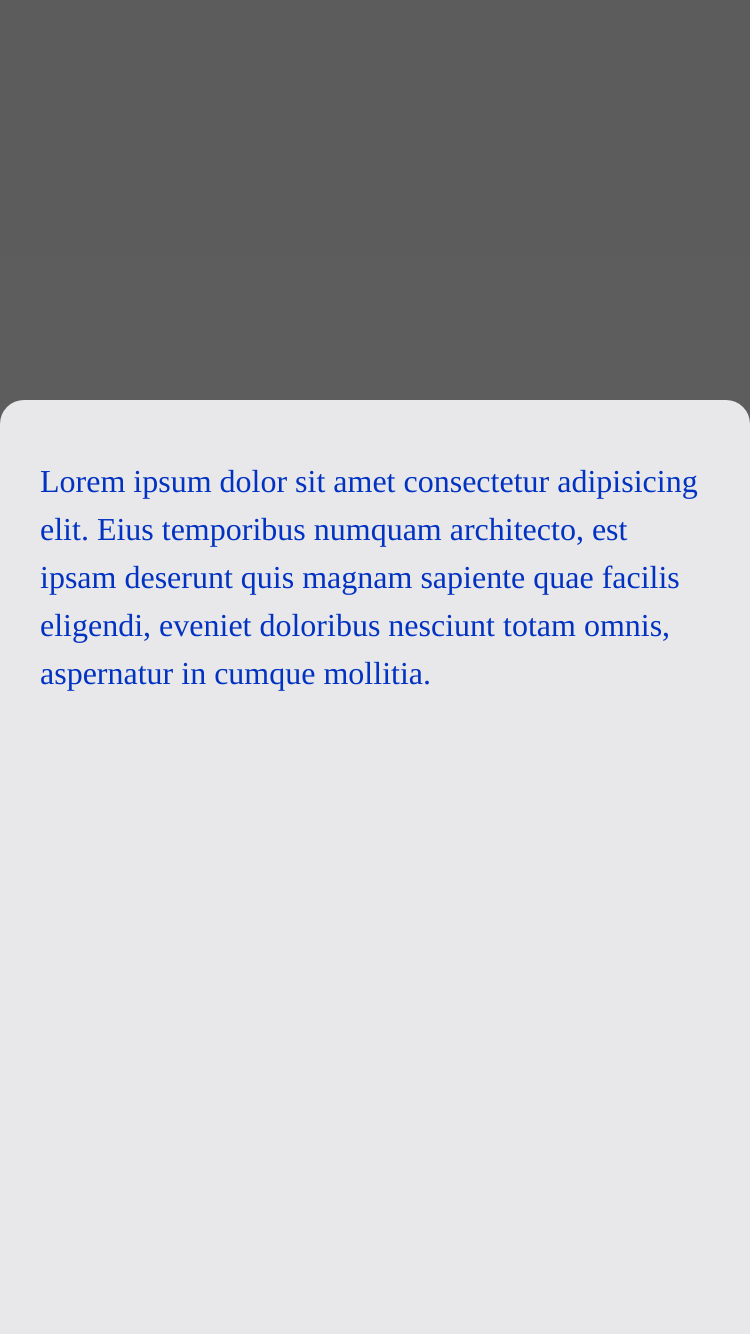 Lorem ipsum dolor sit amet consectetur adipisicing
elit. Eius temporibus numquam architecto, est
ipsam deserunt quis magnam sapiente quae facilis
eligendi, eveniet doloribus nesciunt totam omnis,
aspernatur in cumque mollitia.